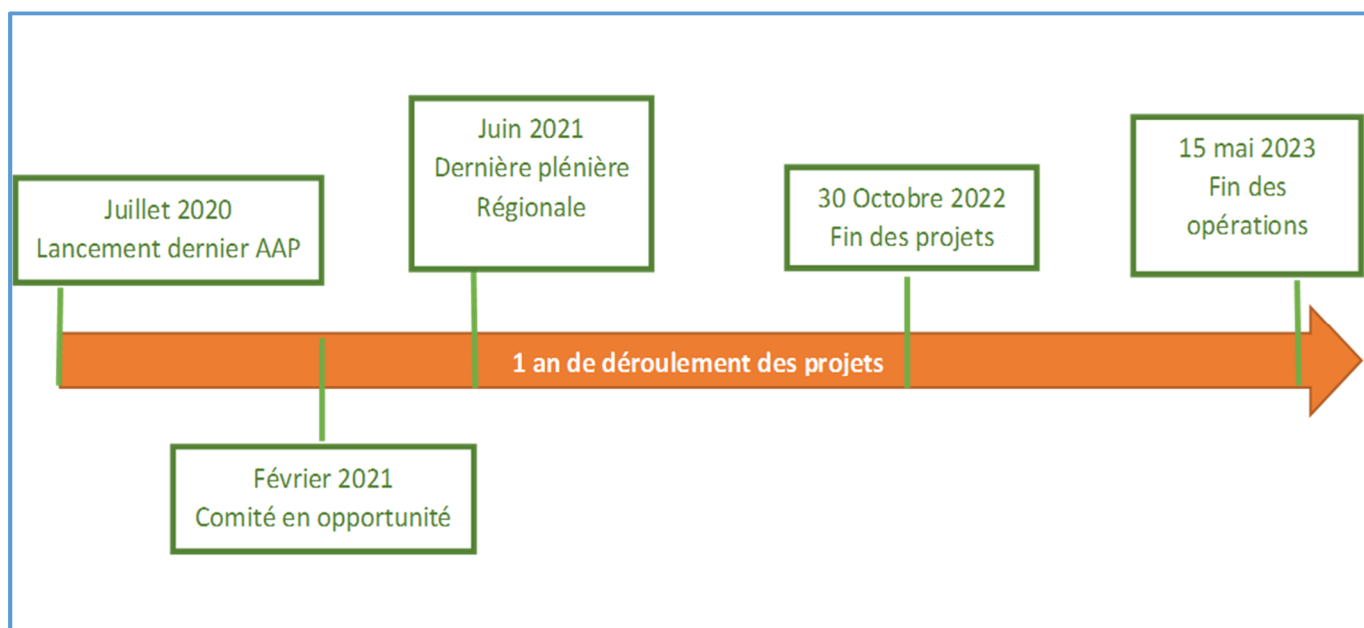 Juillet 2020
Lancement dernier AAP
Juin 2021
Dernière plénière
Régionale
30 Octobre 2022
Fin des projets
15 mai 2023
Fin des
opérations
1 an de déroulement des projets
Février 2021
Comité en opportunité